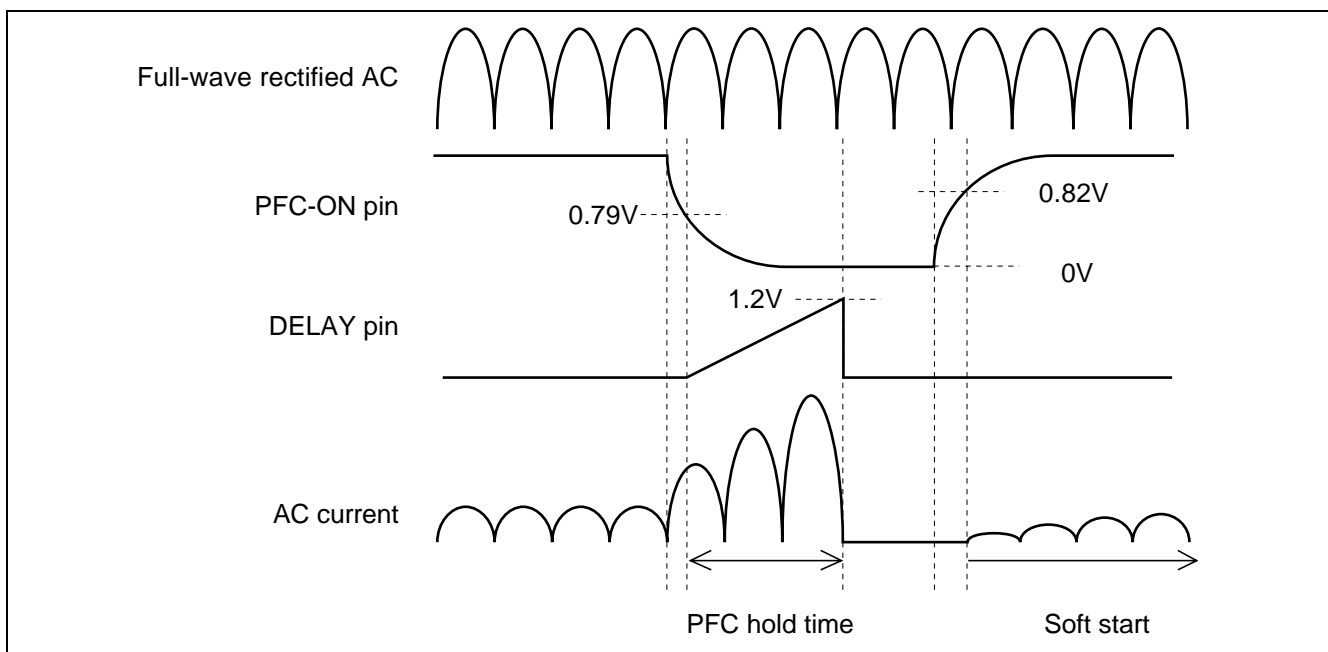 Full-wave rectified AC
PFC-ON pin
0.79V
0.82V
0V
1.2V
DELAY pin
AC current
PFC hold time
Soft start